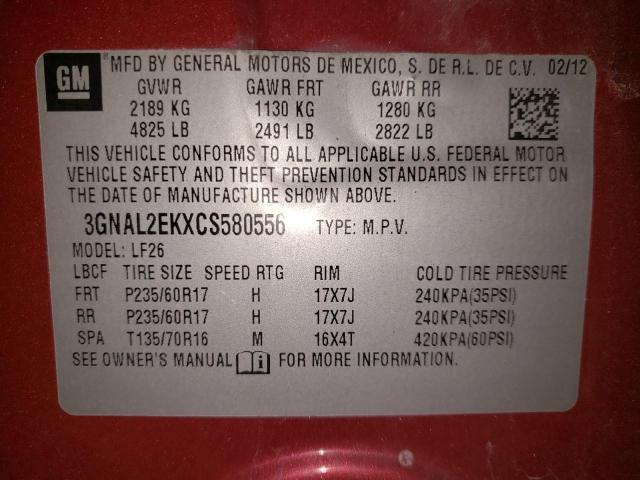 GM MFD BY GENERAL MOTORS DE MEXICO, S. DE R.L. DE C.V. 02/12
GVWR GAWR FRT GAWR RR
2189 KG 1130 KG 1280 KG
4825 LB 2491 LB 2822 LB
THIS VEHICLE CONFORMS TO ALL APPLICABLE U.S. FEDERAL MOTOR
VEHICLE SAFETY AND THEFT PREVENTION STANDARDS IN EFFECT ON
THE DATE OF MANUFACTURE SHOWN ABOVE.
3GNAL2EKXCS580556 TYPE: M.P.V.
MODEL: LF26
LBCF TIRE SIZE SPEED RTG RIM COLD TIRE PRESSURE
FRT P235/60R17 H 17X7J 240KPA(35PSI)
RR P235/60R17 H 17X7J 240KPA(35PSI)
SPA T135/70R16 M 16X4T 420KPA(60PSI)
SEE OWNER'S MANUAL i FOR MORE INFORMATION.